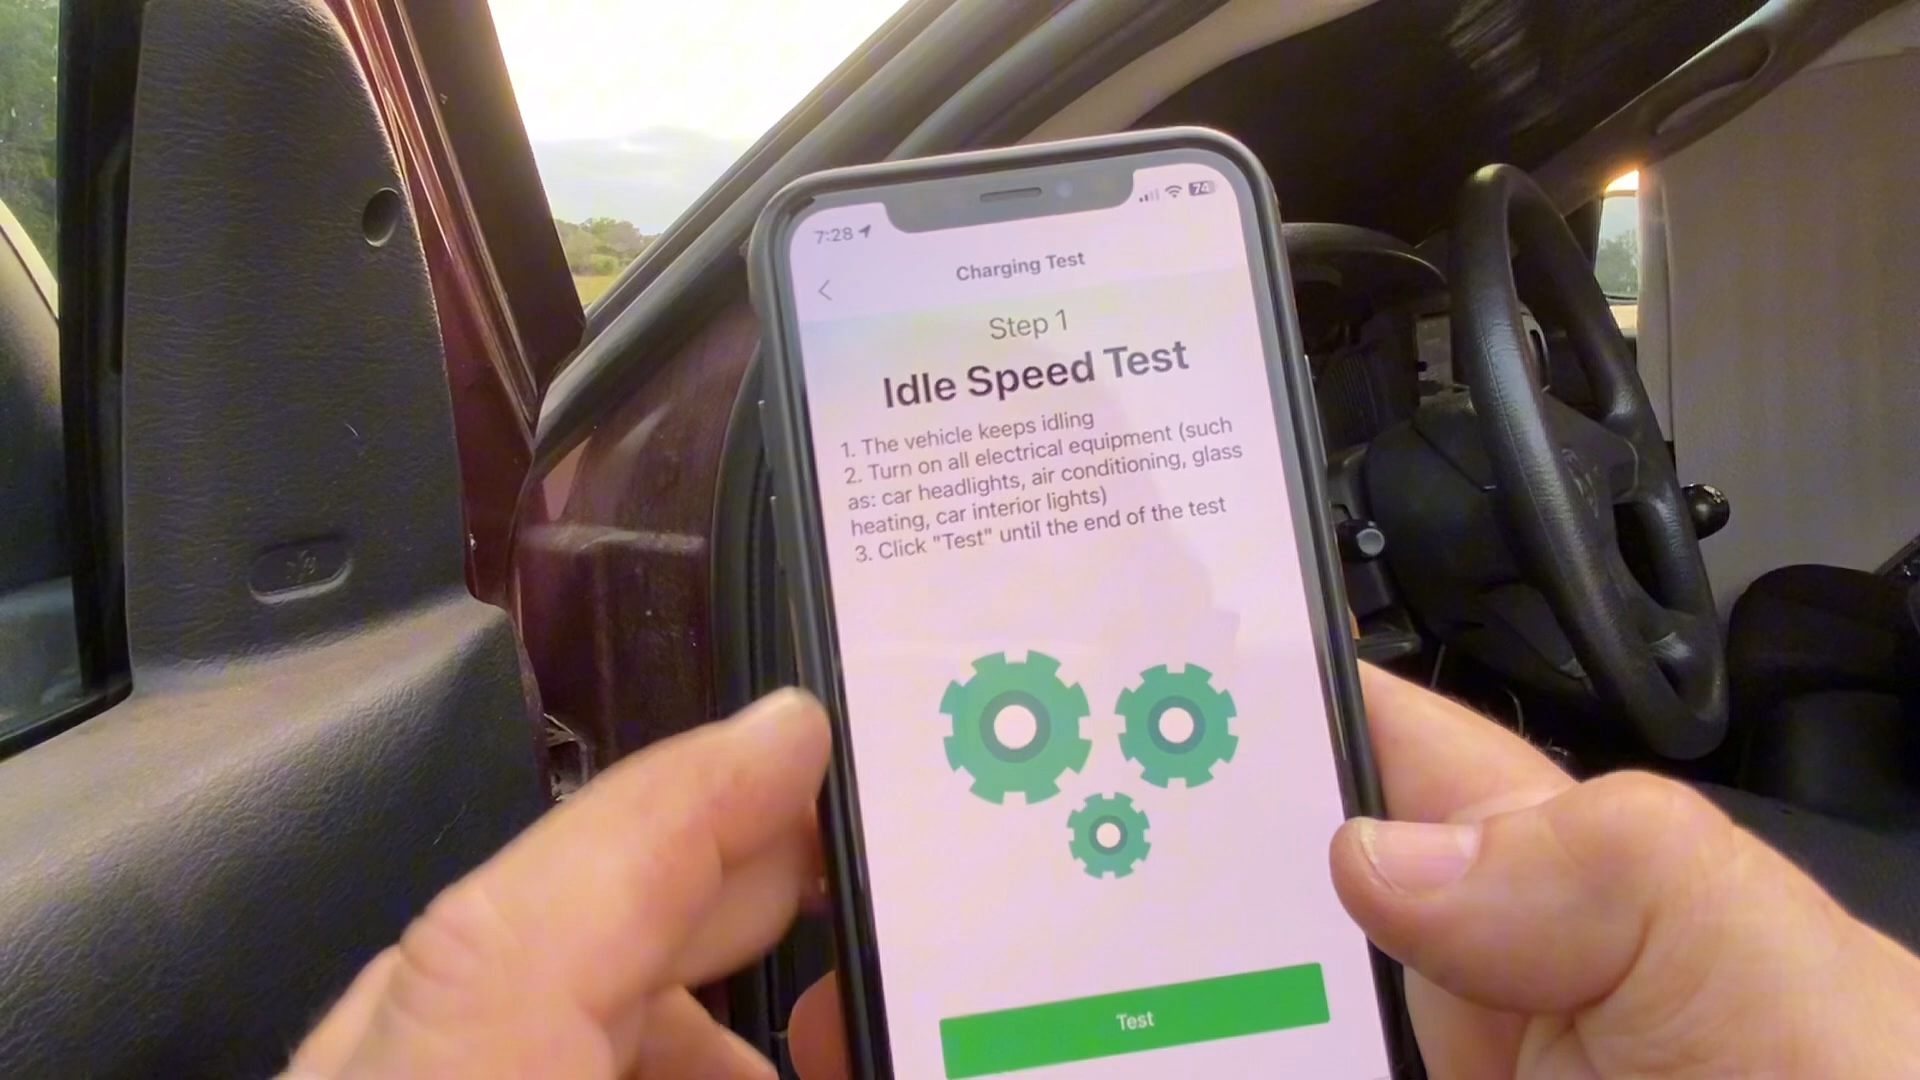 7:28
74
Charging Test
Step 1
Idle Speed Test
1. The vehicle keeps idling
2. Turn on all electrical equipment (such
as: car headlights, air conditioning, glass
heating, car interior lights)
3. Click "Test" until the end of the test
Test